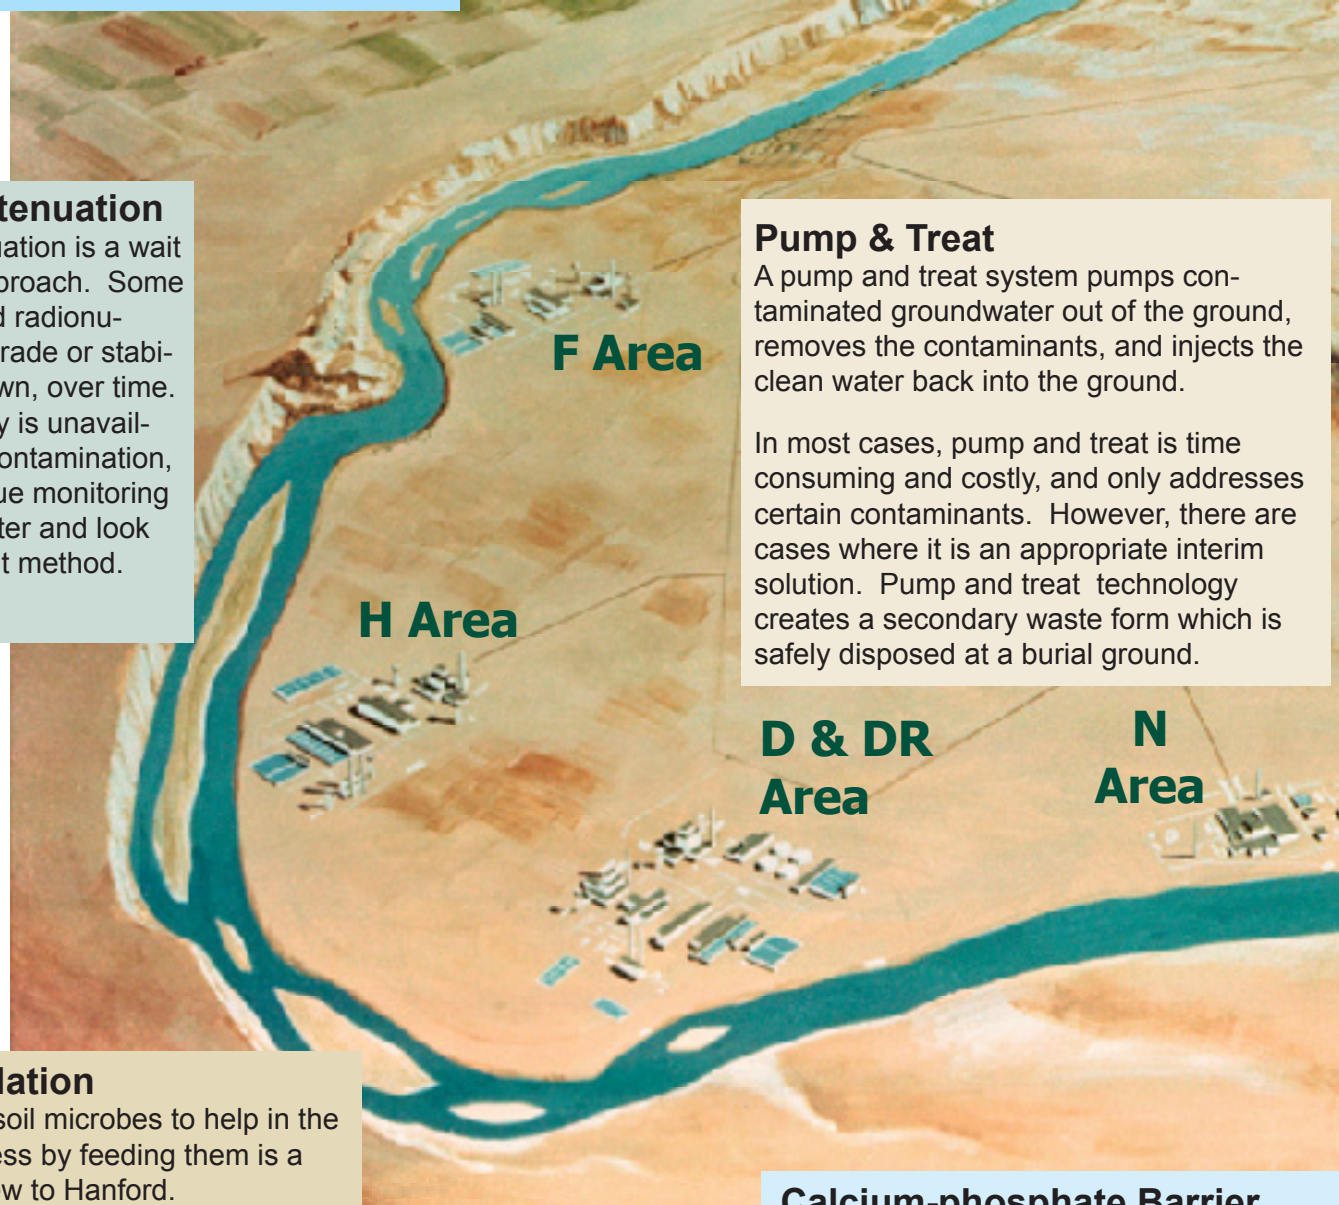 tenuation
uation is a wait
proach. Some
d radionu-
rade or stabi-
wn, over time.
y is unavail-
ontamination,
ue monitoring
ter and look
t method.
Pump & Treat
A pump and treat system pumps con-
taminated groundwater out of the ground,
removes the contaminants, and injects the
clean water back into the ground.
In most cases, pump and treat is time
consuming and costly, and only addresses
certain contaminants. However, there are
cases where it is an appropriate interim
solution. Pump and treat technology
creates a secondary waste form which is
safely disposed at a burial ground.
F Area
H Area
D & DR
Area
N
Area
lation
soil microbes to help in the
ess by feeding them is a
ew to Hanford.
Calcium-phosphate Barrier